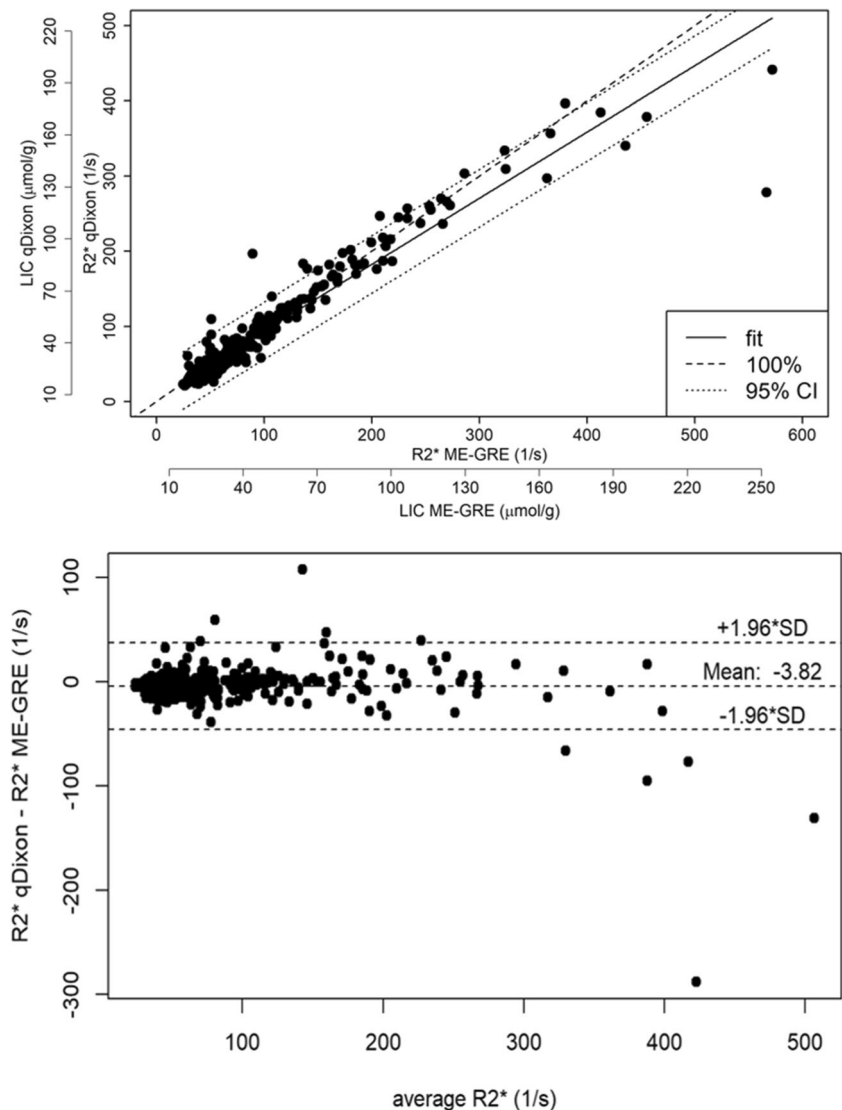 LIC qDixon (μmol/g)
10 40 70 100 130 160 190 220
R2* qDixon (1/s)
0 100 200 300 400 500
fit
100%
95% CI
0 100 200 300 400 500 600
R2* ME-GRE (1/s)
10 40 70 100 130 160 190 220 250
LIC ME-GRE (μmol/g)
R2* qDixon - R2* ME-GRE (1/s)
-300 -200 -100 0 100
+1.96*SD
Mean: -3.82
-1.96*SD
100 200 300 400 500
average R2* (1/s)